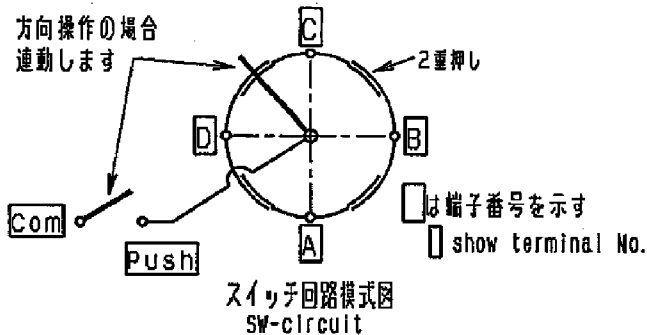 方向操作の場合
連動します
C
2重押し
D
B
Com
Push
A
□は端子番号を示す
□ show terminal No.
スイッチ回路模式図
SW-circuit